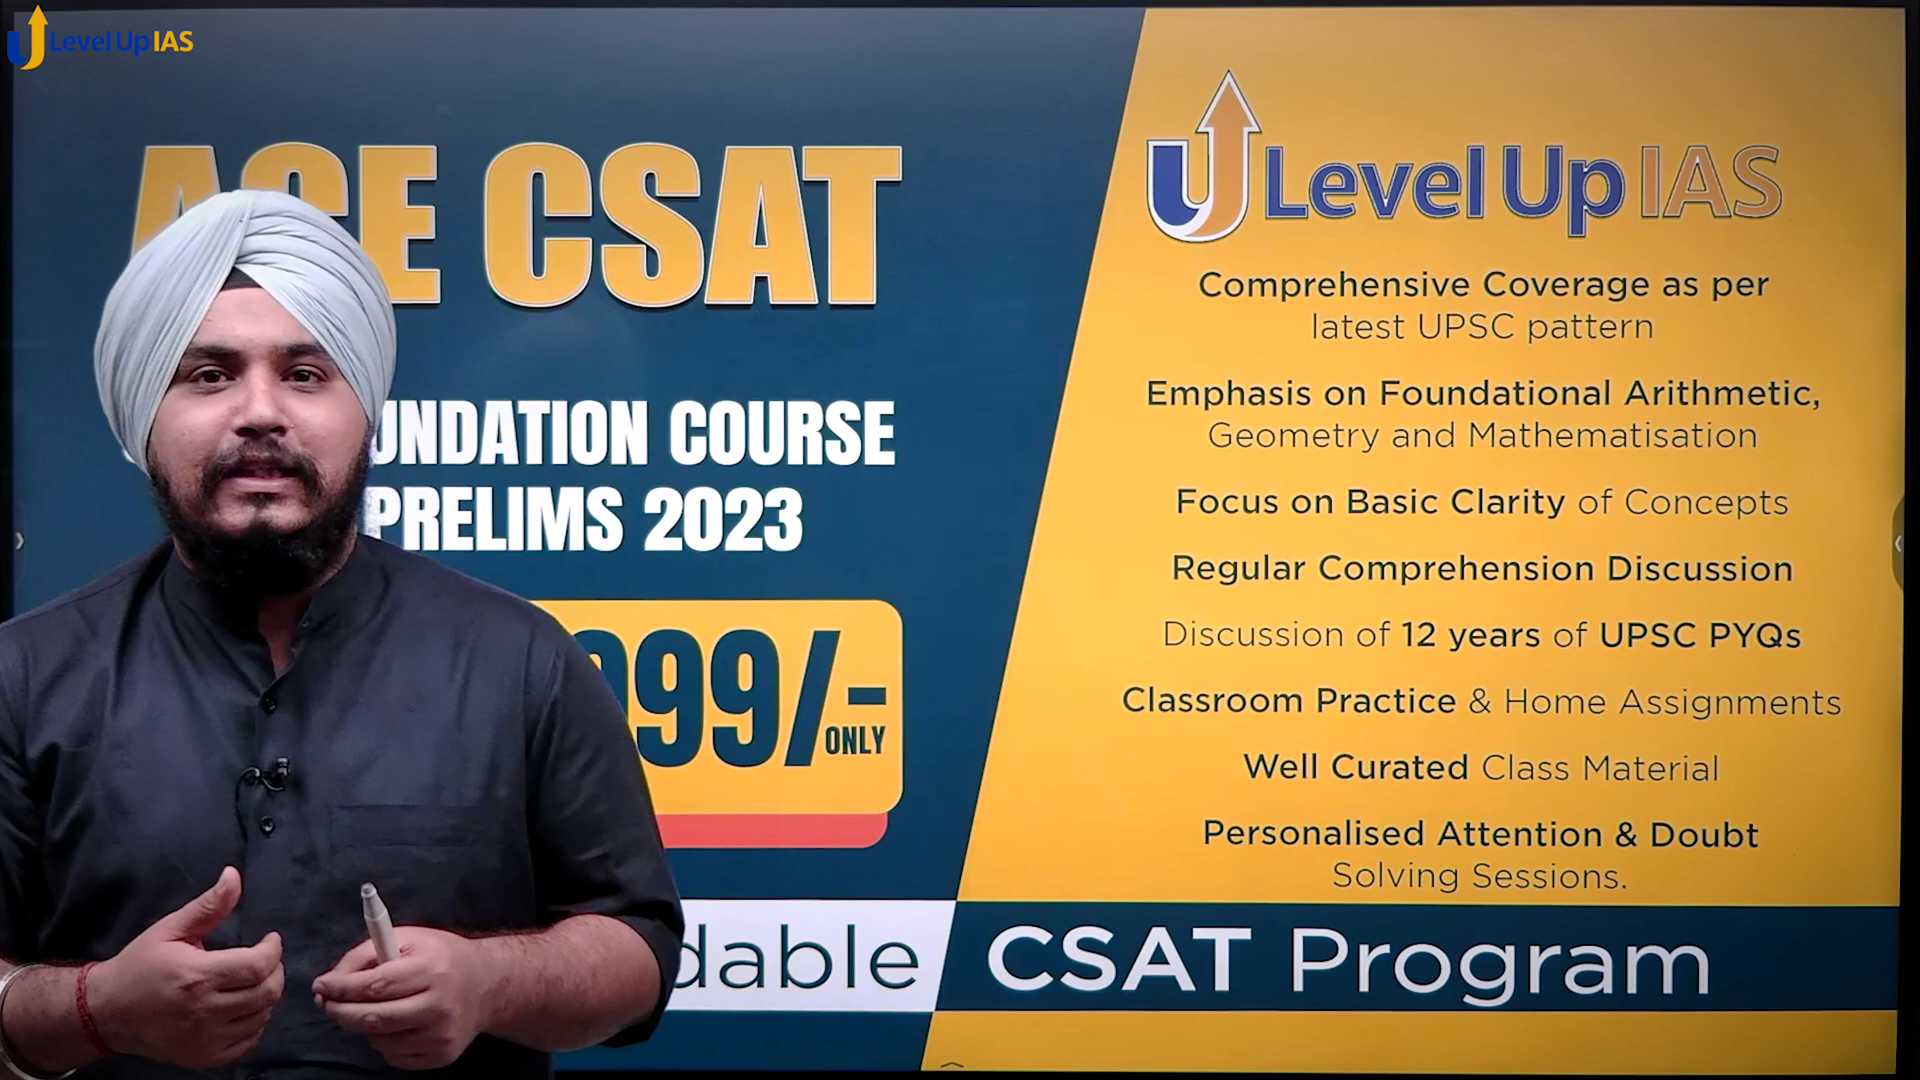 Level Up IAS
ACE CSAT
FOUNDATION COURSE
PRELIMS 2023
999/-
ONLY
dable
Level Up IAS
Comprehensive Coverage as per
latest UPSC pattern
Emphasis on Foundational Arithmetic,
Geometry and Mathematisation
Focus on Basic Clarity of Concepts
Regular Comprehension Discussion
Discussion of 12 years of UPSC PYQs
Classroom Practice & Home Assignments
Well Curated Class Material
Personalised Attention & Doubt
Solving Sessions.
CSAT Program